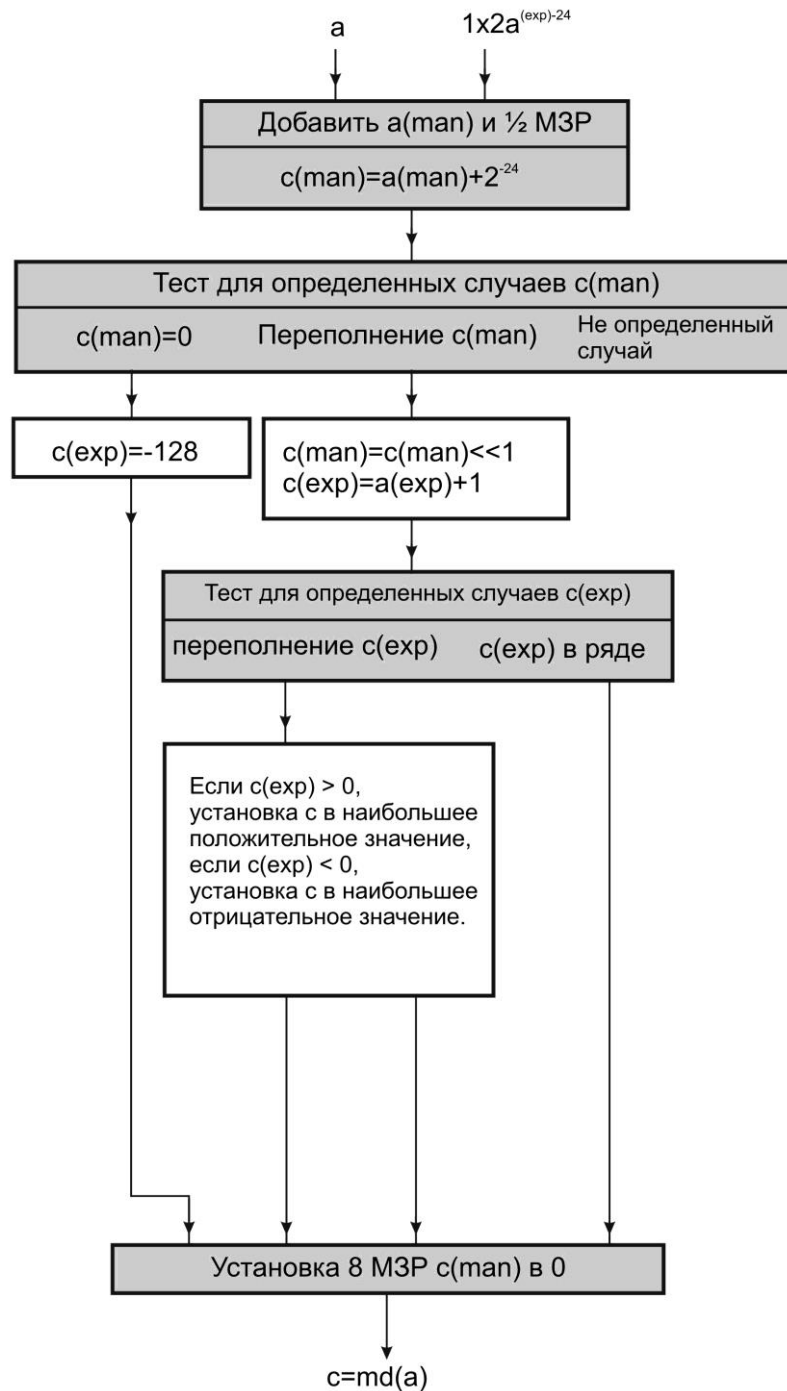 a
1x2a^(exp)-24
Добавить a(man) и ½ МЗР
c(man)=a(man)+2^-24
Тест для определенных случаев c(man)
c(man)=0
Переполнение c(man)
Не определенный
случай
c(exp)=-128
c(man)=c(man)<<1
c(exp)=a(exp)+1
Тест для определенных случаев c(exp)
переполнение c(exp)
c(exp) в ряде
Если c(exp) > 0,
установка c в наибольшее
положительное значение,
если c(exp) < 0,
установка c в наибольшее
отрицательное значение.
Установка 8 МЗР c(man) в 0
c=md(a)